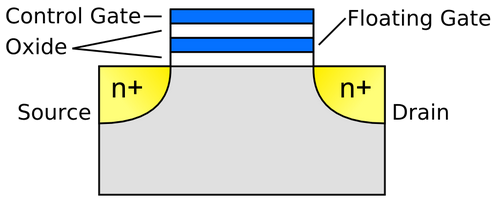 Control Gate
Floating Gate
Oxide
n+
n+
Source
Drain